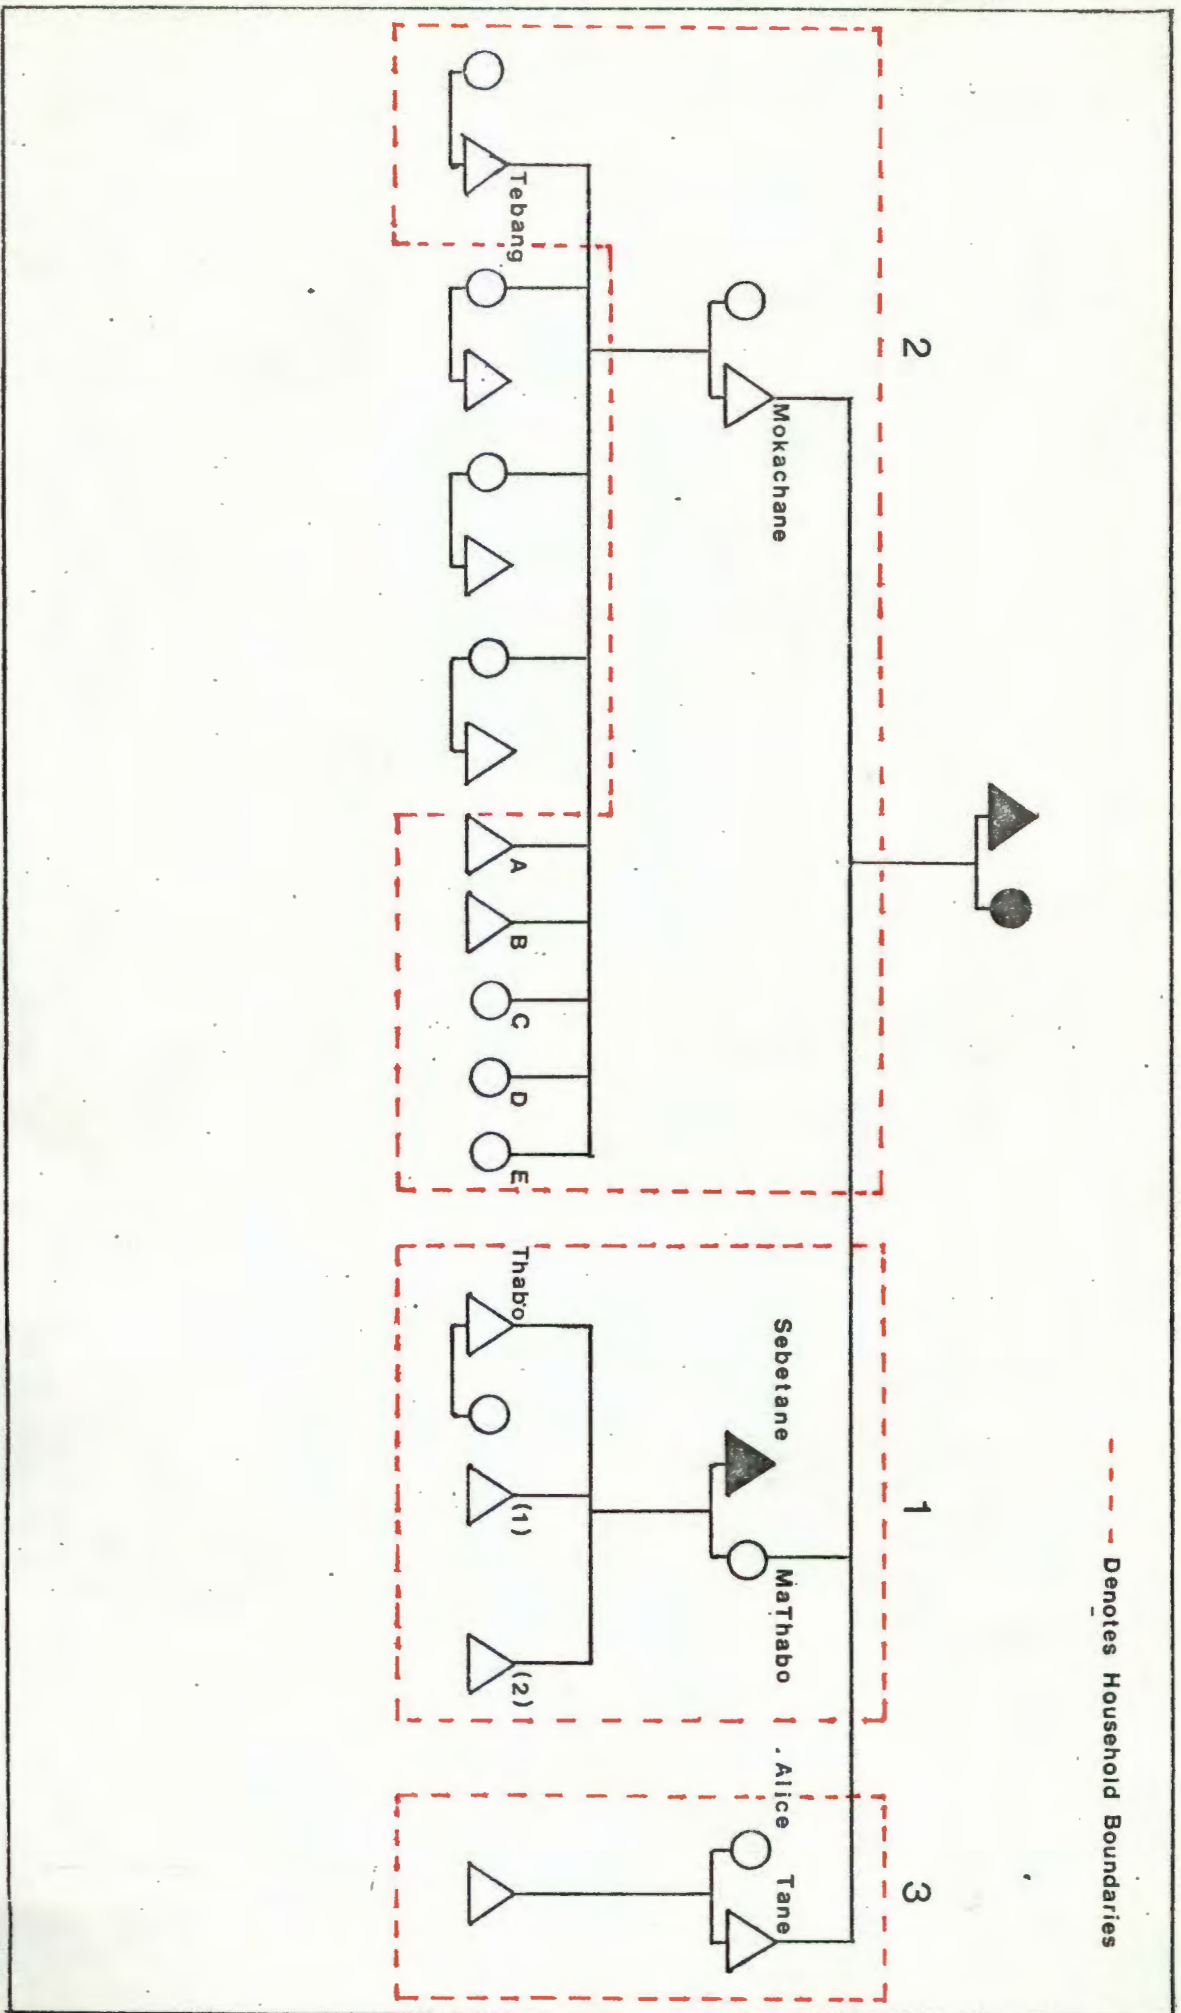 - - - - Denotes Household Boundaries
2
1
3
Mokachane
Sebetane
MaThabo
Alice
Tane
Tebang
A
B
C
D
E
Thabo
(1)
(2)